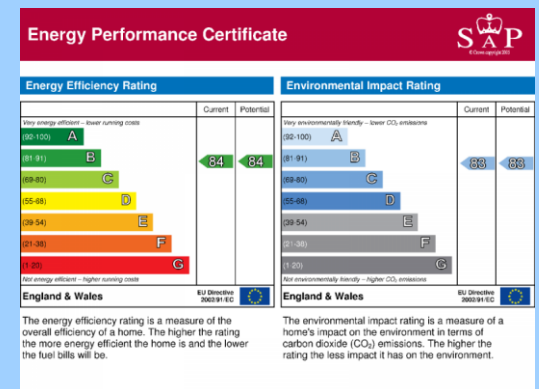 Energy Performance Certificate
SAP
© Crown copyright 2005
Energy Efficiency Rating
Current Potential
Very energy efficient – lower running costs
(92-100) A
(81-91) B 84 84
(69-80) C
(55-68) D
(39-54) E
(21-38) F
(1-20) G
Not energy efficient – higher running costs
England & Wales
EU Directive
2002/91/EC
The energy efficiency rating is a measure of the
overall efficiency of a home. The higher the rating
the more energy efficient the home is and the lower
the fuel bills will be.
Environmental Impact Rating
Current Potential
Very environmentally friendly – lower CO₂ emissions
(92-100) A
(81-91) B 83 83
(69-80) C
(55-68) D
(39-54) E
(21-38) F
(1-20) G
Not environmentally friendly – higher CO₂ emissions
England & Wales
EU Directive
2002/91/EC
The environmental impact rating is a measure of a
home's impact on the environment in terms of
carbon dioxide (CO₂) emissions. The higher the
rating the less impact it has on the environment.